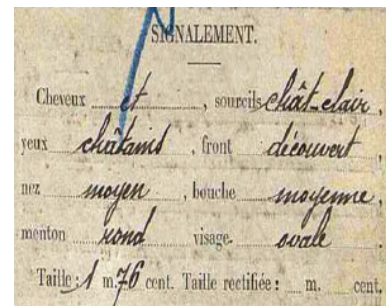 SIGNALEMENT.
Cheveux et, sourcils chât-clair,
yeux châtains, front découvert,
nez moyen, bouche moyenne,
menton rond visage ovale.
Taille: 1 m. 76 cent. Taille rectifiée: m. cent.